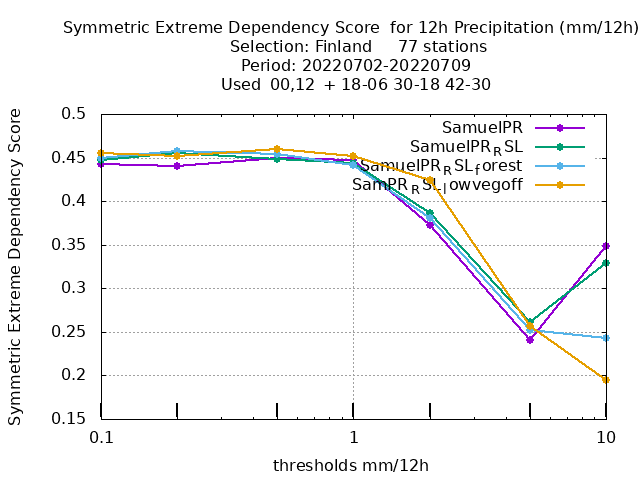 Symmetric Extreme Dependency Score  for 12h Precipitation (mm/12h)
Selection: Finland     77 stations
Period: 20220702-20220709
Used  00,12  + 18-06 30-18 42-30
SamuelPR
SamuelPR_RSL
SamuelPR_RSL_forest
SamPR_RSL_lowvegoff
Symmetric Extreme Dependency Score
0.5
0.45
0.4
0.35
0.3
0.25
0.2
0.15
0.1
1
10
thresholds mm/12h